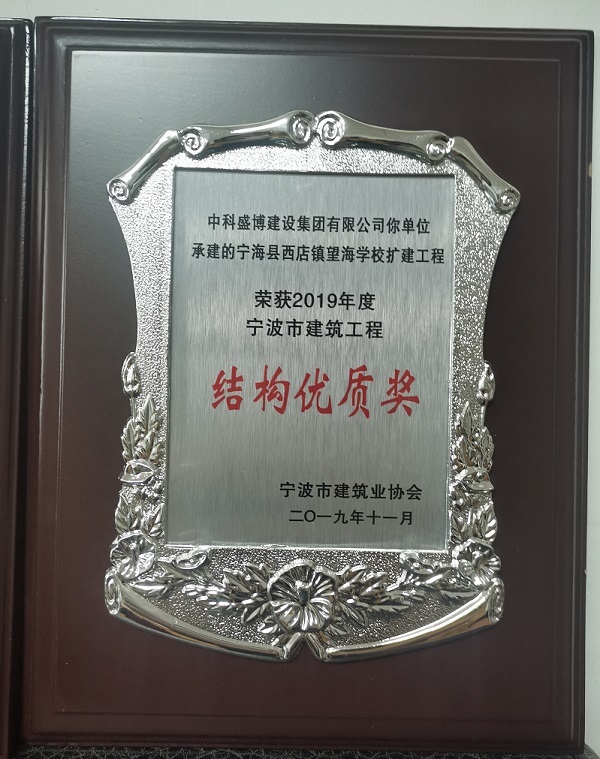 中科盛博建设集团有限公司你单位
承建的宁海县西店镇望海学校扩建工程
荣获2019年度
宁波市建筑工程
结构优质奖
宁波市建筑业协会
二〇一九年十一月